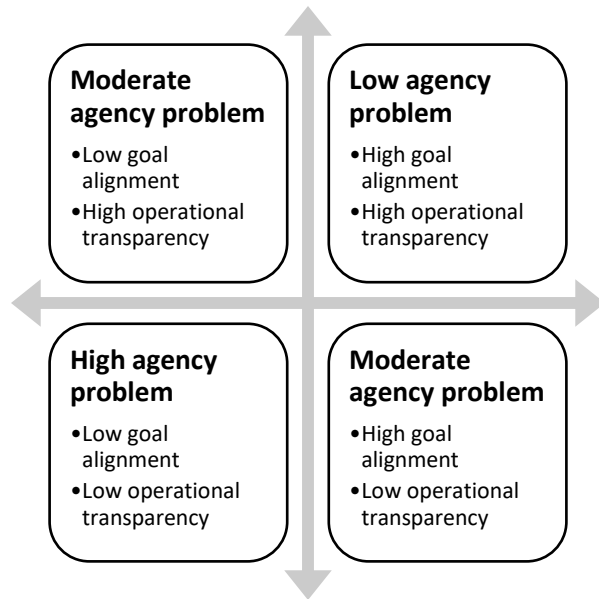 Moderate
agency problem
•Low goal
alignment
•High operational
transparency
Low agency
problem
•High goal
alignment
•High operational
transparency
High agency
problem
•Low goal
alignment
•Low operational
transparency
Moderate
agency problem
•High goal
alignment
•Low operational
transparency